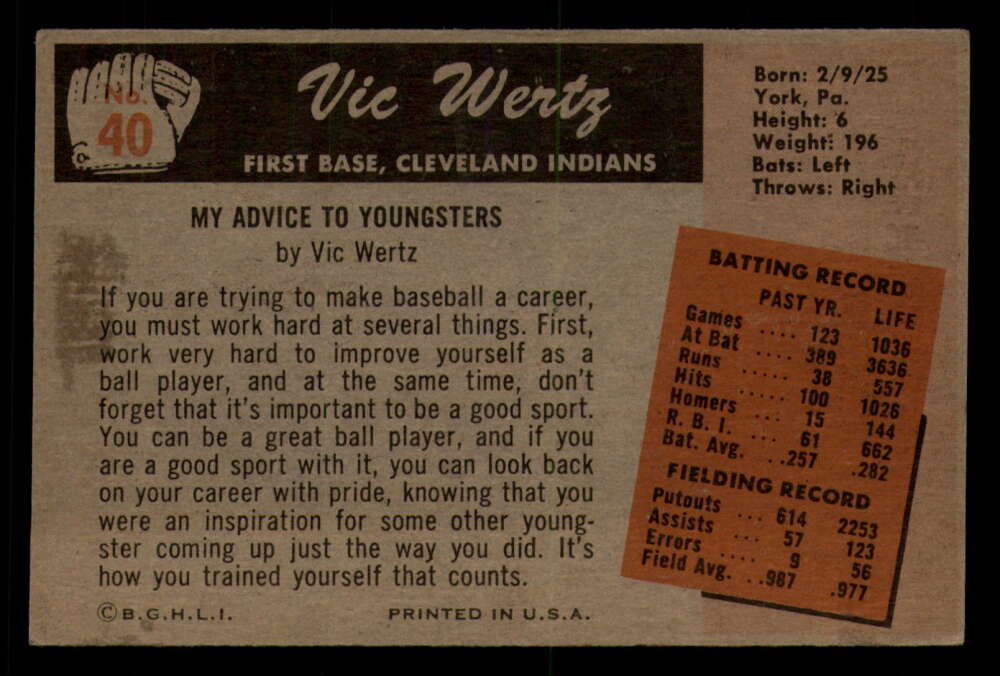 No.
40
Vic Wertz
FIRST BASE, CLEVELAND INDIANS
Born: 2/9/25
York, Pa.
Height: 6
Weight: 196
Bats: Left
Throws: Right
MY ADVICE TO YOUNGSTERS
by Vic Wertz
If you are trying to make baseball a career,
you must work hard at several things. First,
work very hard to improve yourself as a
ball player, and at the same time, don't
forget that it's important to be a good sport.
You can be a great ball player, and if you
are a good sport with it, you can look back
on your career with pride, knowing that you
were an inspiration for some other young-
ster coming up just the way you did. It's
how you trained yourself that counts.
© B.G.H.L.I. PRINTED IN U.S.A.
BATTING RECORD
PAST YR. LIFE
Games .... 123 1036
At Bat .... 389 3636
Runs ..... 38 557
Hits ..... 100 1026
Homers ... 15 144
R. B. I. ... 61 662
Bat. Avg. ..257 .282
FIELDING RECORD
Putouts ... 614 2253
Assists ... 57 123
Errors .... 9 56
Field Avg. ..987 .977